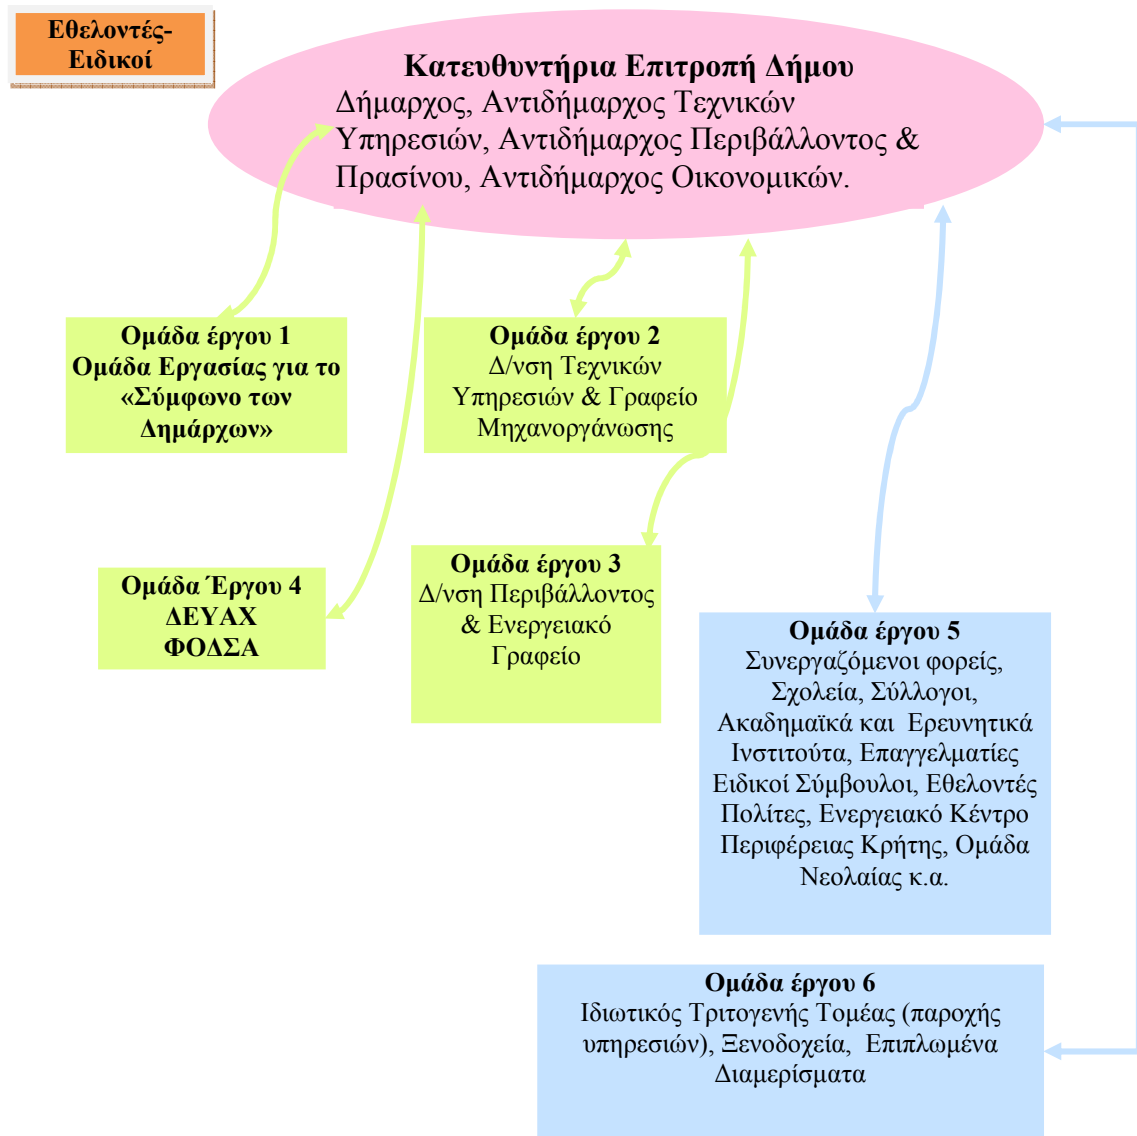 Εθελοντές-
Ειδικοί
Κατευθυντήρια Επιτροπή Δήμου
Δήμαρχος, Αντιδήμαρχος Τεχνικών
Υπηρεσιών, Αντιδήμαρχος Περιβάλλοντος &
Πρασίνου, Αντιδήμαρχος Οικονομικών.
Ομάδα έργου 1
Ομάδα Εργασίας για το
«Σύμφωνο των
Δημάρχων»
Ομάδα έργου 2
Δ/νση Τεχνικών
Υπηρεσιών & Γραφείο
Μηχανοργάνωσης
Ομάδα έργου 3
Δ/νση Περιβάλλοντος
& Ενεργειακό
Γραφείο
Ομάδα Έργου 4
ΔΕΥΑΧ
ΦΟΔΣΑ
Ομάδα έργου 5
Συνεργαζόμενοι φορείς,
Σχολεία, Σύλλογοι,
Ακαδημαϊκά και Ερευνητικά
Ινστιτούτα, Επαγγελματίες
Ειδικοί Σύμβουλοι, Εθελοντές
Πολίτες, Ενεργειακό Κέντρο
Περιφέρειας Κρήτης, Ομάδα
Νεολαίας κ.α.
Ομάδα έργου 6
Ιδιωτικός Τριτογενής Τομέας (παροχής
υπηρεσιών), Ξενοδοχεία, Επιπλωμένα
Διαμερίσματα